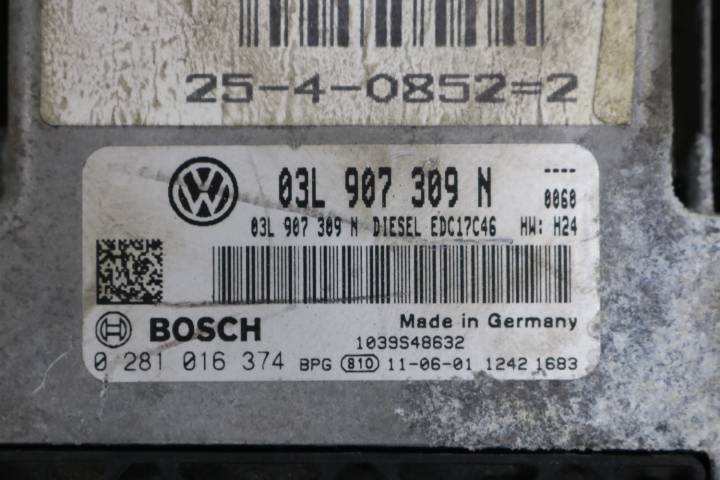 25-4-0852=2
03L 907 309 N ----
0060
03L 907 309 N DIESEL EDC17C46 HW: H24
BOSCH Made in Germany
1039S48632
0 281 016 374 BPG 810 11-06-01 1242 1683